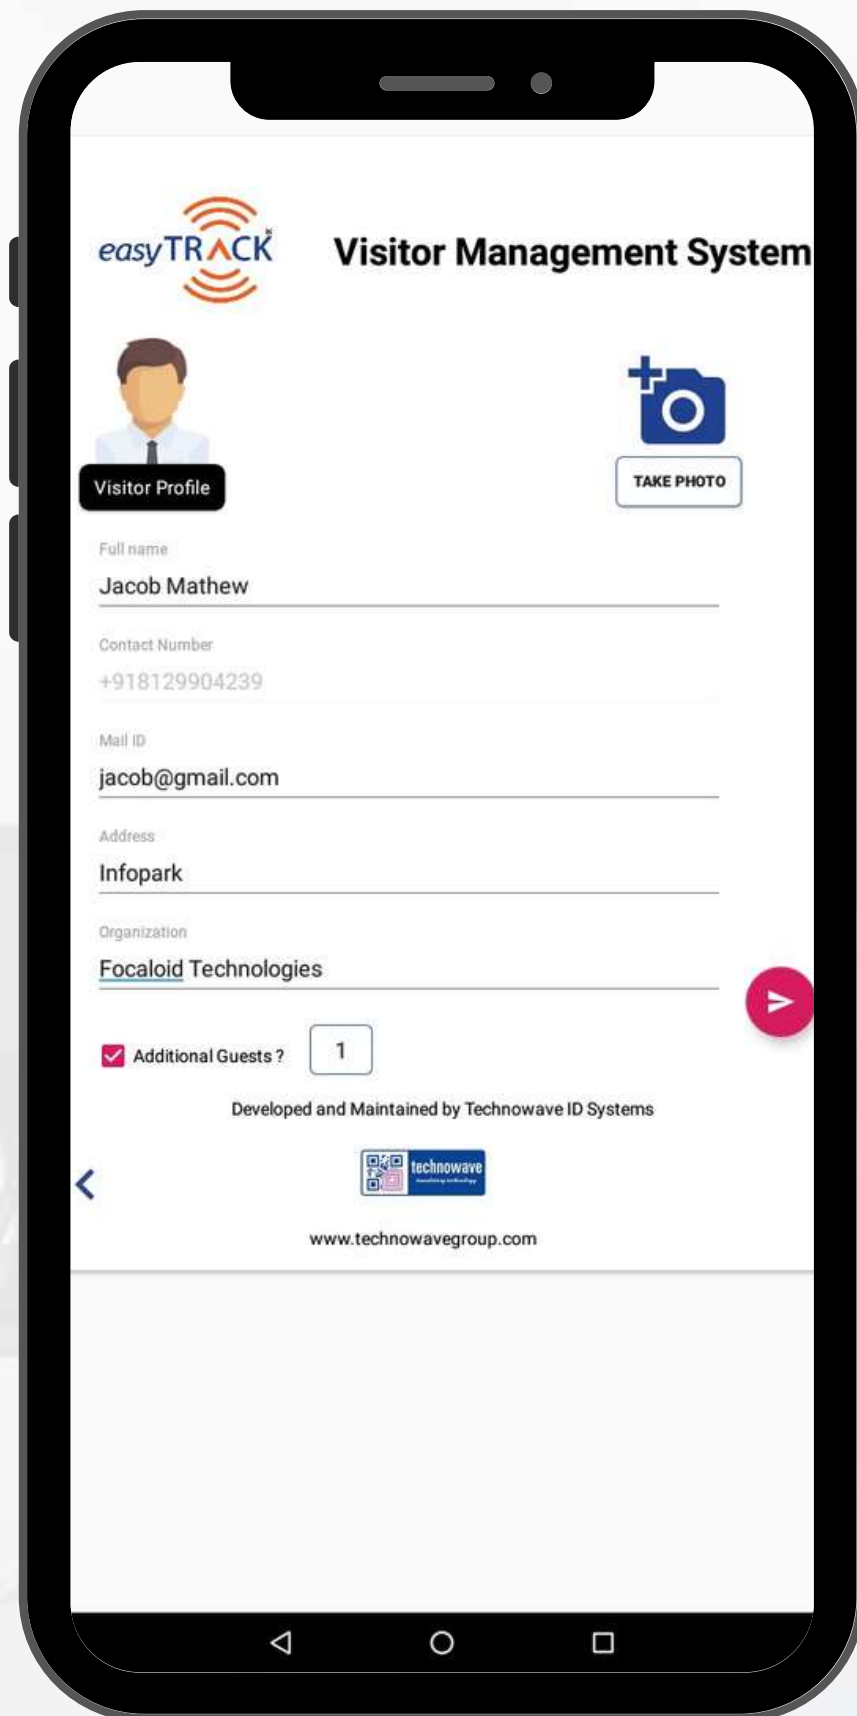 easyTRACK
Visitor Management System
Visitor Profile
TAKE PHOTO
Full name
Jacob Mathew
Contact Number
+918129904239
Mail ID
jacob@gmail.com
Address
Infopark
Organization
Focaloid Technologies
Additional Guests ? 1
Developed and Maintained by Technowave ID Systems
technowave
www.technowavegroup.com